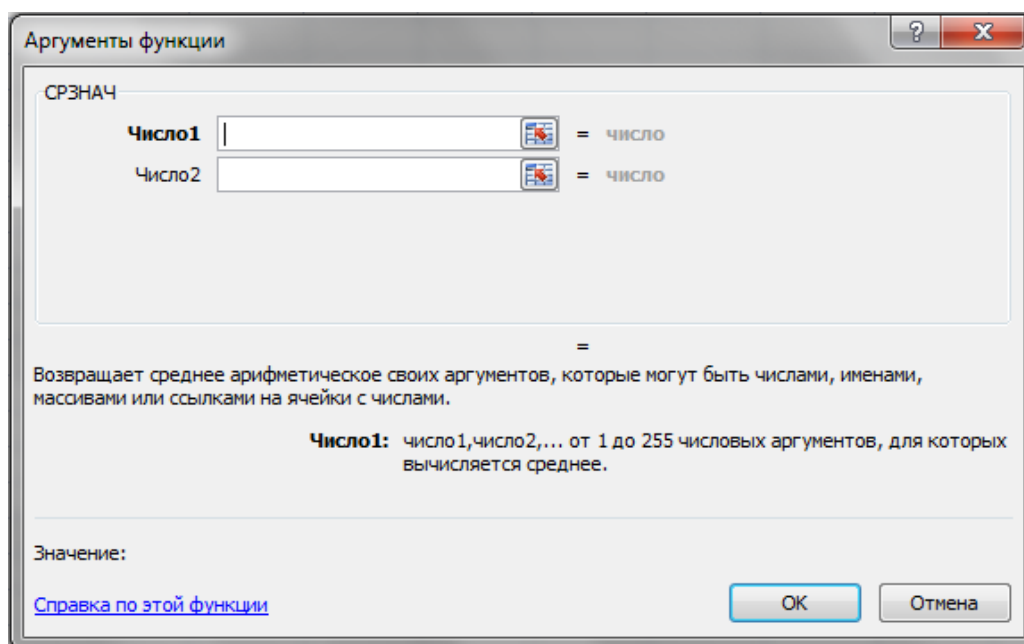 Аргументы функции
СРЗНАЧ
Число1 = число
Число2 = число
=
Возвращает среднее арифметическое своих аргументов, которые могут быть числами, именами,
массивами или ссылками на ячейки с числами.
Число1: число1,число2,... от 1 до 255 числовых аргументов, для которых
вычисляется среднее.
Значение:
Справка по этой функции
ОК Отмена